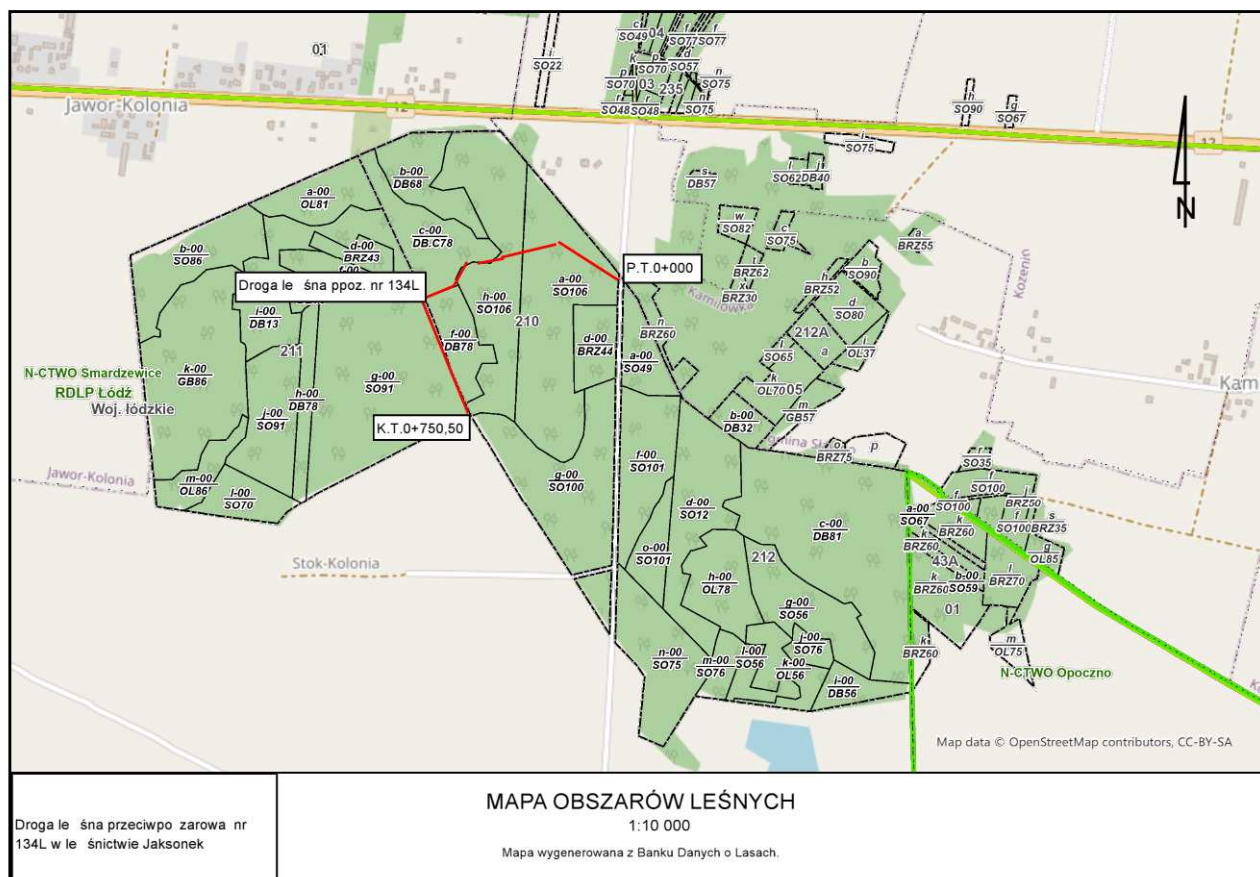 01
c
SO49
04
f
SO77
f
SO77
i
SO22
k
p
SO70
d
SO57
p
SO70
03
235
n
SO75
h
SO90
g
SO67
Jawor-Kolonia
12
SO48
r
SO48
SO75
12
i
SO75
b-00
DB68
s
DB57
l
SO62
j
DB40
a-00
OL81
w
SO82
c
SO75
c-00
DB.C78
a
BRZ55
b-00
SO86
d-00
BRZ43
f-00
t
BRZ62
b
SO90
Kozenin
P.T.0+000
Droga le śna ppoz. nr 134L
a-00
SO106
h
BRZ52
x
BRZ30
Kamilówka
h-00
SO106
i-00
DB13
210
d
SO80
n
BRZ60
212A
f-00
DB78
d-00
BRZ44
211
i
SO65
a
i
OL37
a-00
SO49
N-CTWO Smardzewice
RDLP Łódź
Woj. łódzkie
k-00
GB86
g-00
SO91
k
OL70
05
Kam
h-00
DB78
j-00
SO91
K.T.0+750,50
b-00
DB32
m
GB57
o
BRZ75
p
SO35
f-00
SO101
Jawor-Kolonia
m-00
OL86
l-00
SO70
g-00
SO100
f
SO100
j
BRZ50
d-00
SO12
a-00
SO67
f
SO100
k
BRZ60
f
SO100
s
BRZ35
c-00
DB81
k
BRZ60
g
OL85
Stok-Kolonia
o-00
SO101
212
43A
h-00
OL78
k
BRZ60
b-00
SO59
l
BRZ70
01
g-00
SO56
j-00
SO76
n-00
SO75
m-00
SO76
l-00
SO56
k-00
OL56
k
BRZ60
m
OL75
i-00
DB56
N-CTWO Opoczno
N
Map data © OpenStreetMap contributors, CC-BY-SA
Droga le śna przeciwpo zarowa nr
134L w le śnictwie Jaksonek
MAPA OBSZARÓW LEŚNYCH
1:10 000
Mapa wygenerowana z Banku Danych o Lasach.